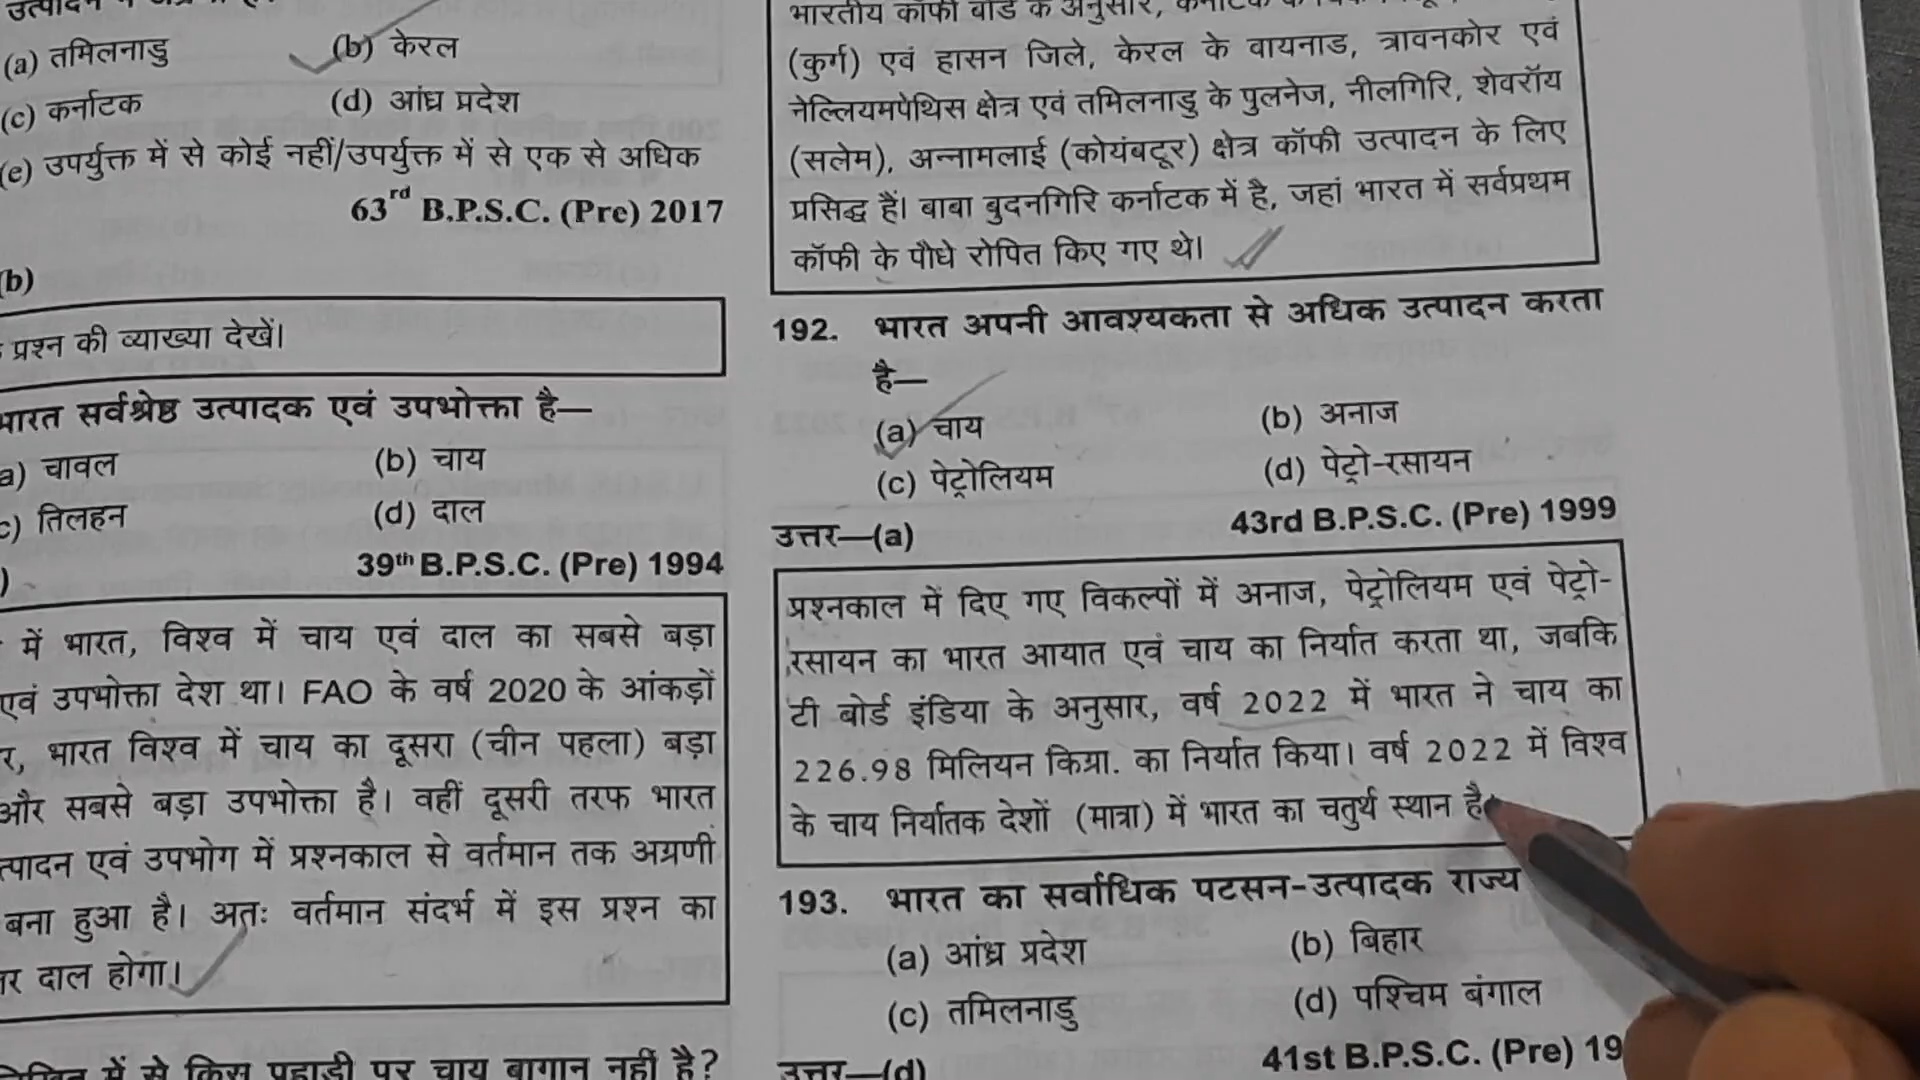 (a) तमिलनाडु (b) केरल
(c) कर्नाटक (d) आंध्र प्रदेश
(e) उपर्युक्त में से कोई नहीं/उपर्युक्त में से एक से अधिक
63rd B.P.S.C. (Pre) 2017
(b)
प्रश्न की व्याख्या देखें।
भारत सर्वश्रेष्ठ उत्पादक एवं उपभोक्ता है—
a) चावल (b) चाय
c) तिलहन (d) दाल
39th B.P.S.C. (Pre) 1994
में भारत, विश्व में चाय एवं दाल का सबसे बड़ा
एवं उपभोक्ता देश था। FAO के वर्ष 2020 के आंकड़ों
र, भारत विश्व में चाय का दूसरा (चीन पहला) बड़ा
और सबसे बड़ा उपभोक्ता है। वहीं दूसरी तरफ भारत
त्पादन एवं उपभोग में प्रश्नकाल से वर्तमान तक अग्रणी
बना हुआ है। अतः वर्तमान संदर्भ में इस प्रश्न का
दाल होगा।
में से किस पहाड़ी पर चाय बागान नहीं है?
भारतीय कॉफी बोर्ड के अनुसार, कर्नाटक के
(कुर्ग) एवं हासन जिले, केरल के वायनाड, त्रावनकोर एवं
नेल्लियमपेथिस क्षेत्र एवं तमिलनाडु के पुलनेज, नीलगिरि, शेवरॉय
(सलेम), अन्नामलाई (कोयंबटूर) क्षेत्र कॉफी उत्पादन के लिए
प्रसिद्ध हैं। बाबा बुदनगिरि कर्नाटक में है, जहां भारत में सर्वप्रथम
कॉफी के पौधे रोपित किए गए थे।
192. भारत अपनी आवश्यकता से अधिक उत्पादन करता
है—
(a) चाय (b) अनाज
(c) पेट्रोलियम (d) पेट्रो-रसायन
43rd B.P.S.C. (Pre) 1999
उत्तर—(a)
प्रश्नकाल में दिए गए विकल्पों में अनाज, पेट्रोलियम एवं पेट्रो-
रसायन का भारत आयात एवं चाय का निर्यात करता था, जबकि
टी बोर्ड इंडिया के अनुसार, वर्ष 2022 में भारत ने चाय का
226.98 मिलियन किग्रा. का निर्यात किया। वर्ष 2022 में विश्व
के चाय निर्यातक देशों (मात्रा) में भारत का चतुर्थ स्थान है
193. भारत का सर्वाधिक पटसन-उत्पादक राज्य
(a) आंध्र प्रदेश (b) बिहार
(c) तमिलनाडु (d) पश्चिम बंगाल
41st B.P.S.C. (Pre) 19
उत्तर—(d)